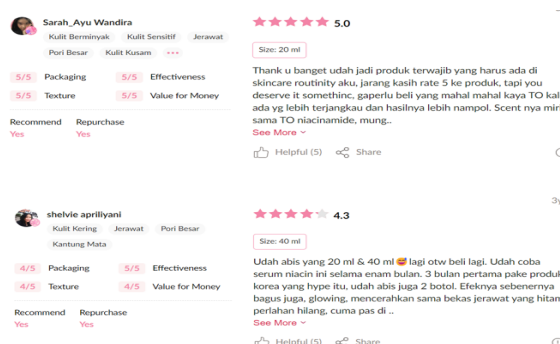 Sarah_Ayu Wandira
Kulit Berminyak Kulit Sensitif Jerawat
Pori Besar Kulit Kusam
5/5 Packaging 5/5 Effectiveness
5/5 Texture 5/5 Value for Money
Recommend Repurchase
Yes Yes
5.0
Size: 20 ml
Thank u banget udah jadi produk terwajib yang harus ada di
skincare routinity aku, jarang kasih rate 5 ke produk, tapi you
deserve it somethinc, gaperlu beli yang mahal mahal kaya TO kal
ada yg lebih terjangkau dan hasilnya lebih nampol. Scent nya miri
sama TO niacinamide, mung..
See More
Helpful (5) Share
3y
shelvie apriliyani
Kulit Kering Jerawat Pori Besar
Kantung Mata
4/5 Packaging 5/5 Effectiveness
4/5 Texture 4/5 Value for Money
Recommend Repurchase
Yes Yes
4.3
Size: 40 ml
Udah abis yang 20 ml & 40 ml😅lagi otw beli lagi. Udah coba
serum niacin ini selama enam bulan. 3 bulan pertama pake produk
korea yang hype itu, udah abis juga 2 botol. Efeknya sebenernya
bagus juga, glowing, mencerahkan sama bekas jerawat yang hitam
perlahan hilang, cuma pas di ..
See More
Helpful (5) Share